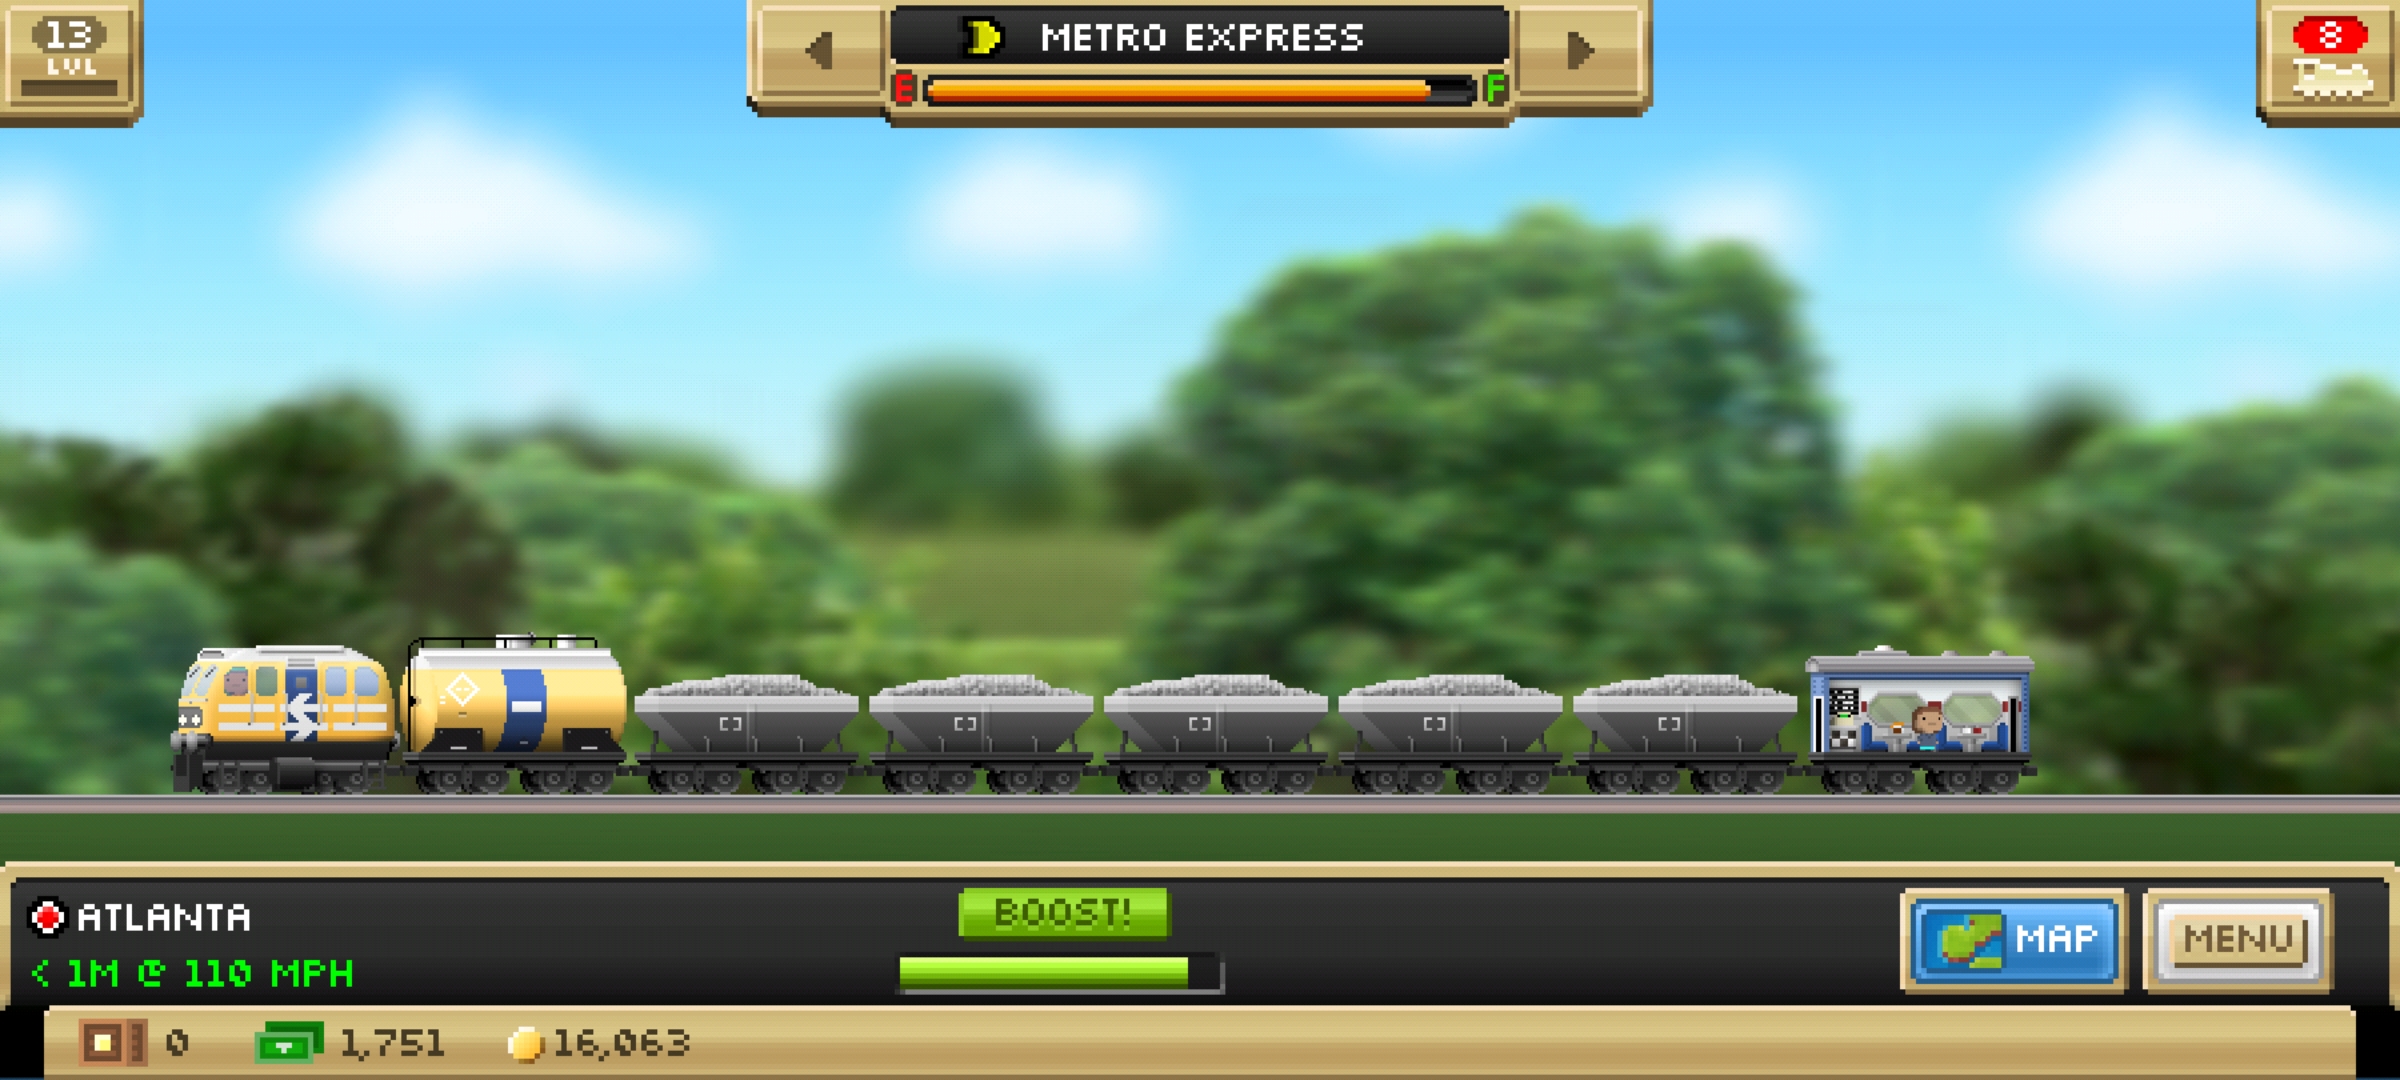 13
LVL
METRO EXPRESS
E F
8
ATLANTA
< 1M @ 110 MPH
BOOST!
MAP
MENU
0
1,751
16,063